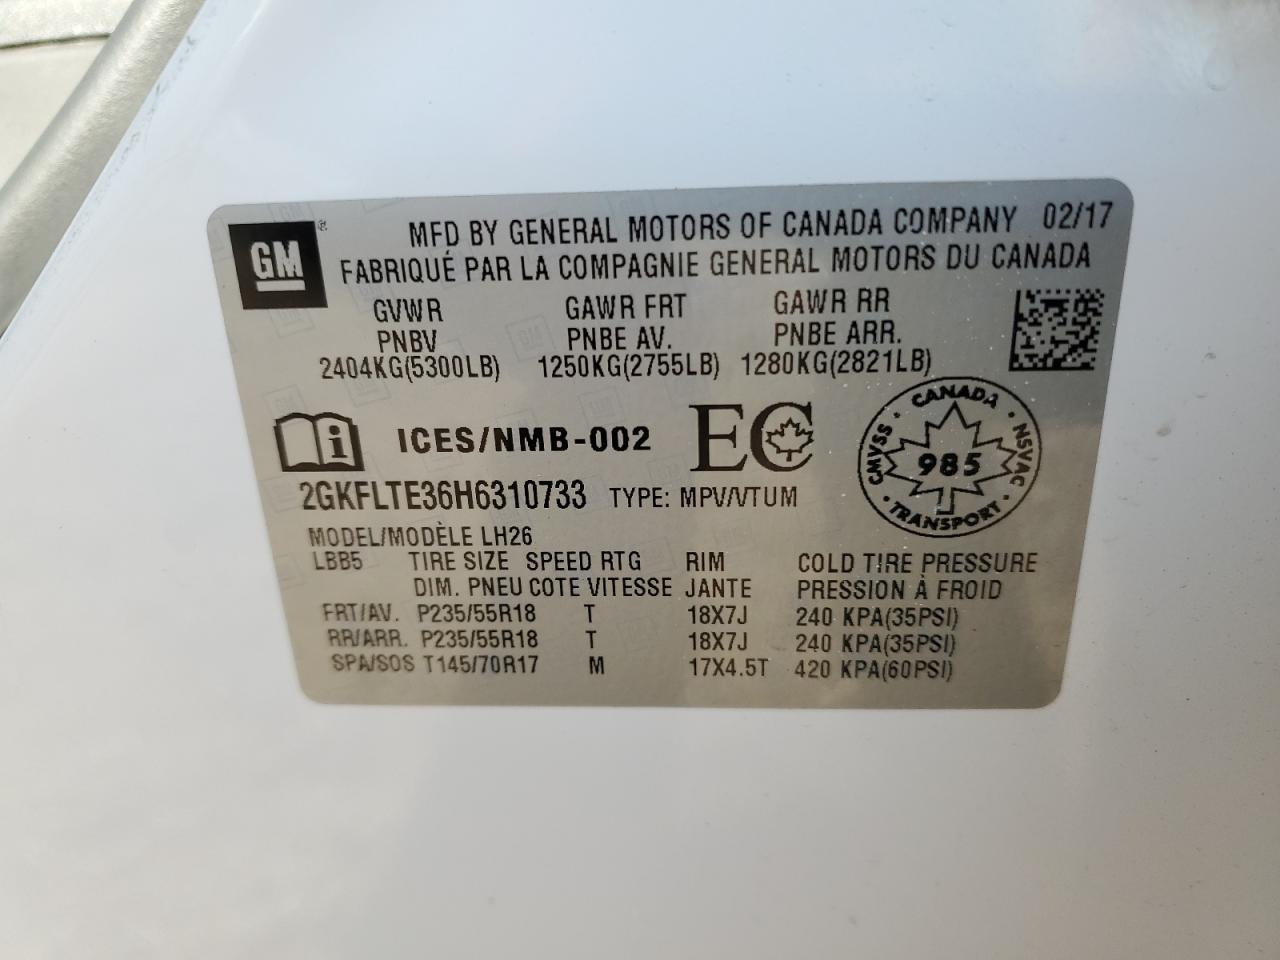 GM ®
MFD BY GENERAL MOTORS OF CANADA COMPANY 02/17
FABRIQUÉ PAR LA COMPAGNIE GENERAL MOTORS DU CANADA
GVWR GAWR FRT GAWR RR
PNBV PNBE AV. PNBE ARR.
2404KG(5300LB) 1250KG(2755LB) 1280KG(2821LB)
i ICES/NMB-002 EC
CANADA
CMVSS · 985 · NSVAC
TRANSPORT
2GKFLTE36H6310733 TYPE: MPV/VTUM
MODEL/MODÈLE LH26
LBB5 TIRE SIZE SPEED RTG RIM COLD TIRE PRESSURE
DIM. PNEU COTE VITESSE JANTE PRESSION À FROID
FRT/AV. P235/55R18 T 18X7J 240 KPA(35PSI)
RR/ARR. P235/55R18 T 18X7J 240 KPA(35PSI)
SPA/SOS T145/70R17 M 17X4.5T 420 KPA(60PSI)